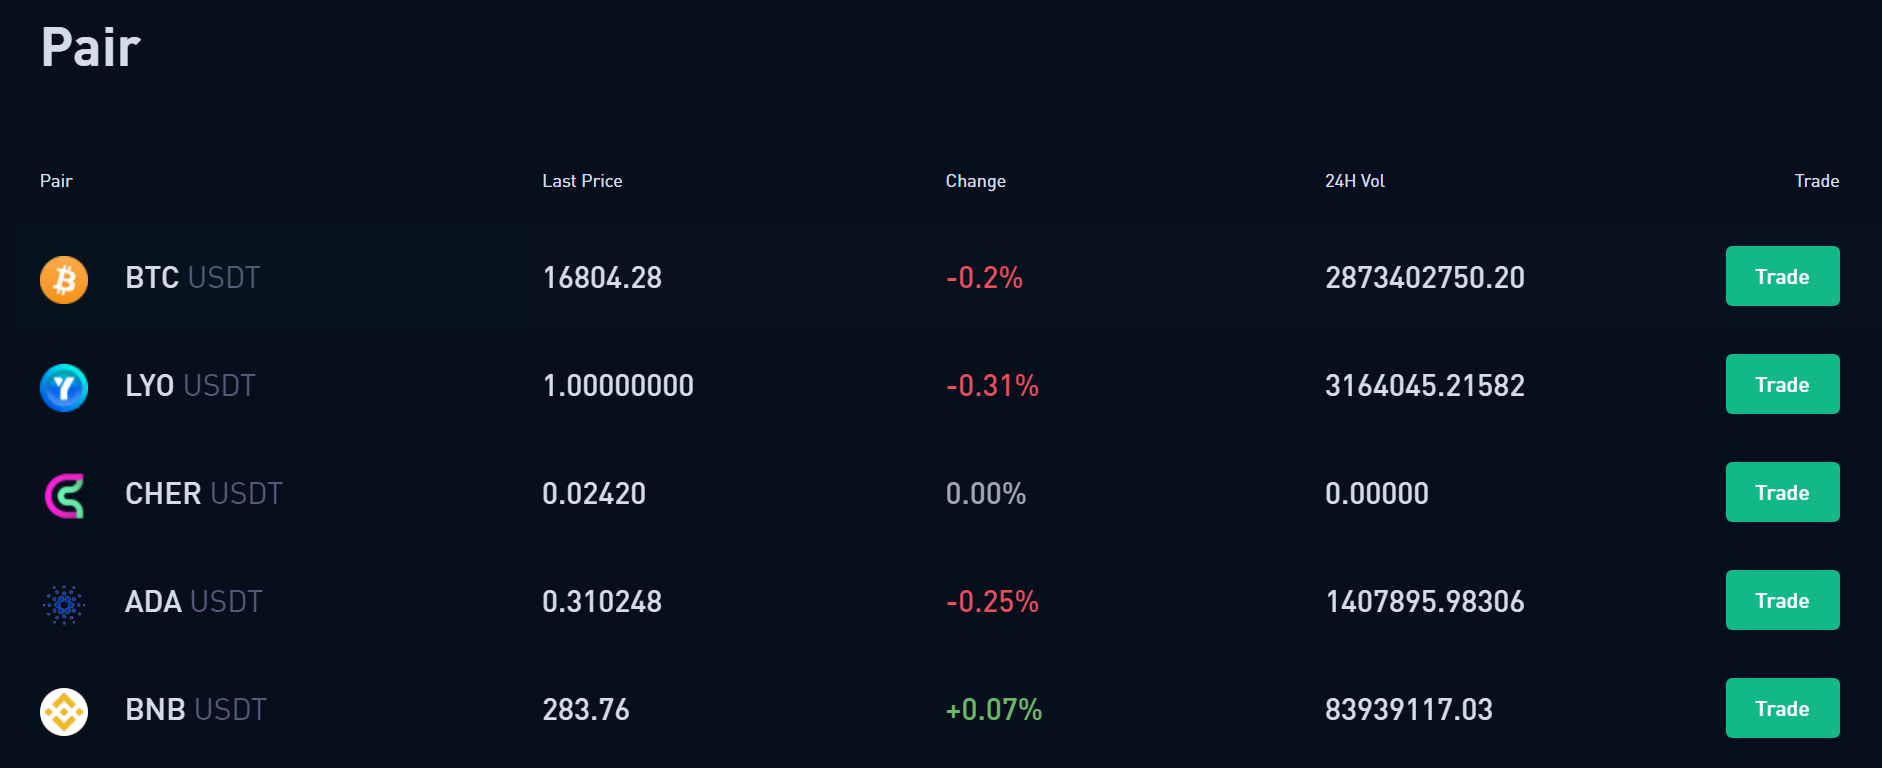 Pair
Pair Last Price Change 24H Vol Trade
BTC USDT 16804.28 -0.2% 2873402750.20 Trade
LYO USDT 1.00000000 -0.31% 3164045.21582 Trade
CHER USDT 0.02420 0.00% 0.00000 Trade
ADA USDT 0.310248 -0.25% 1407895.98306 Trade
BNB USDT 283.76 +0.07% 83939117.03 Trade